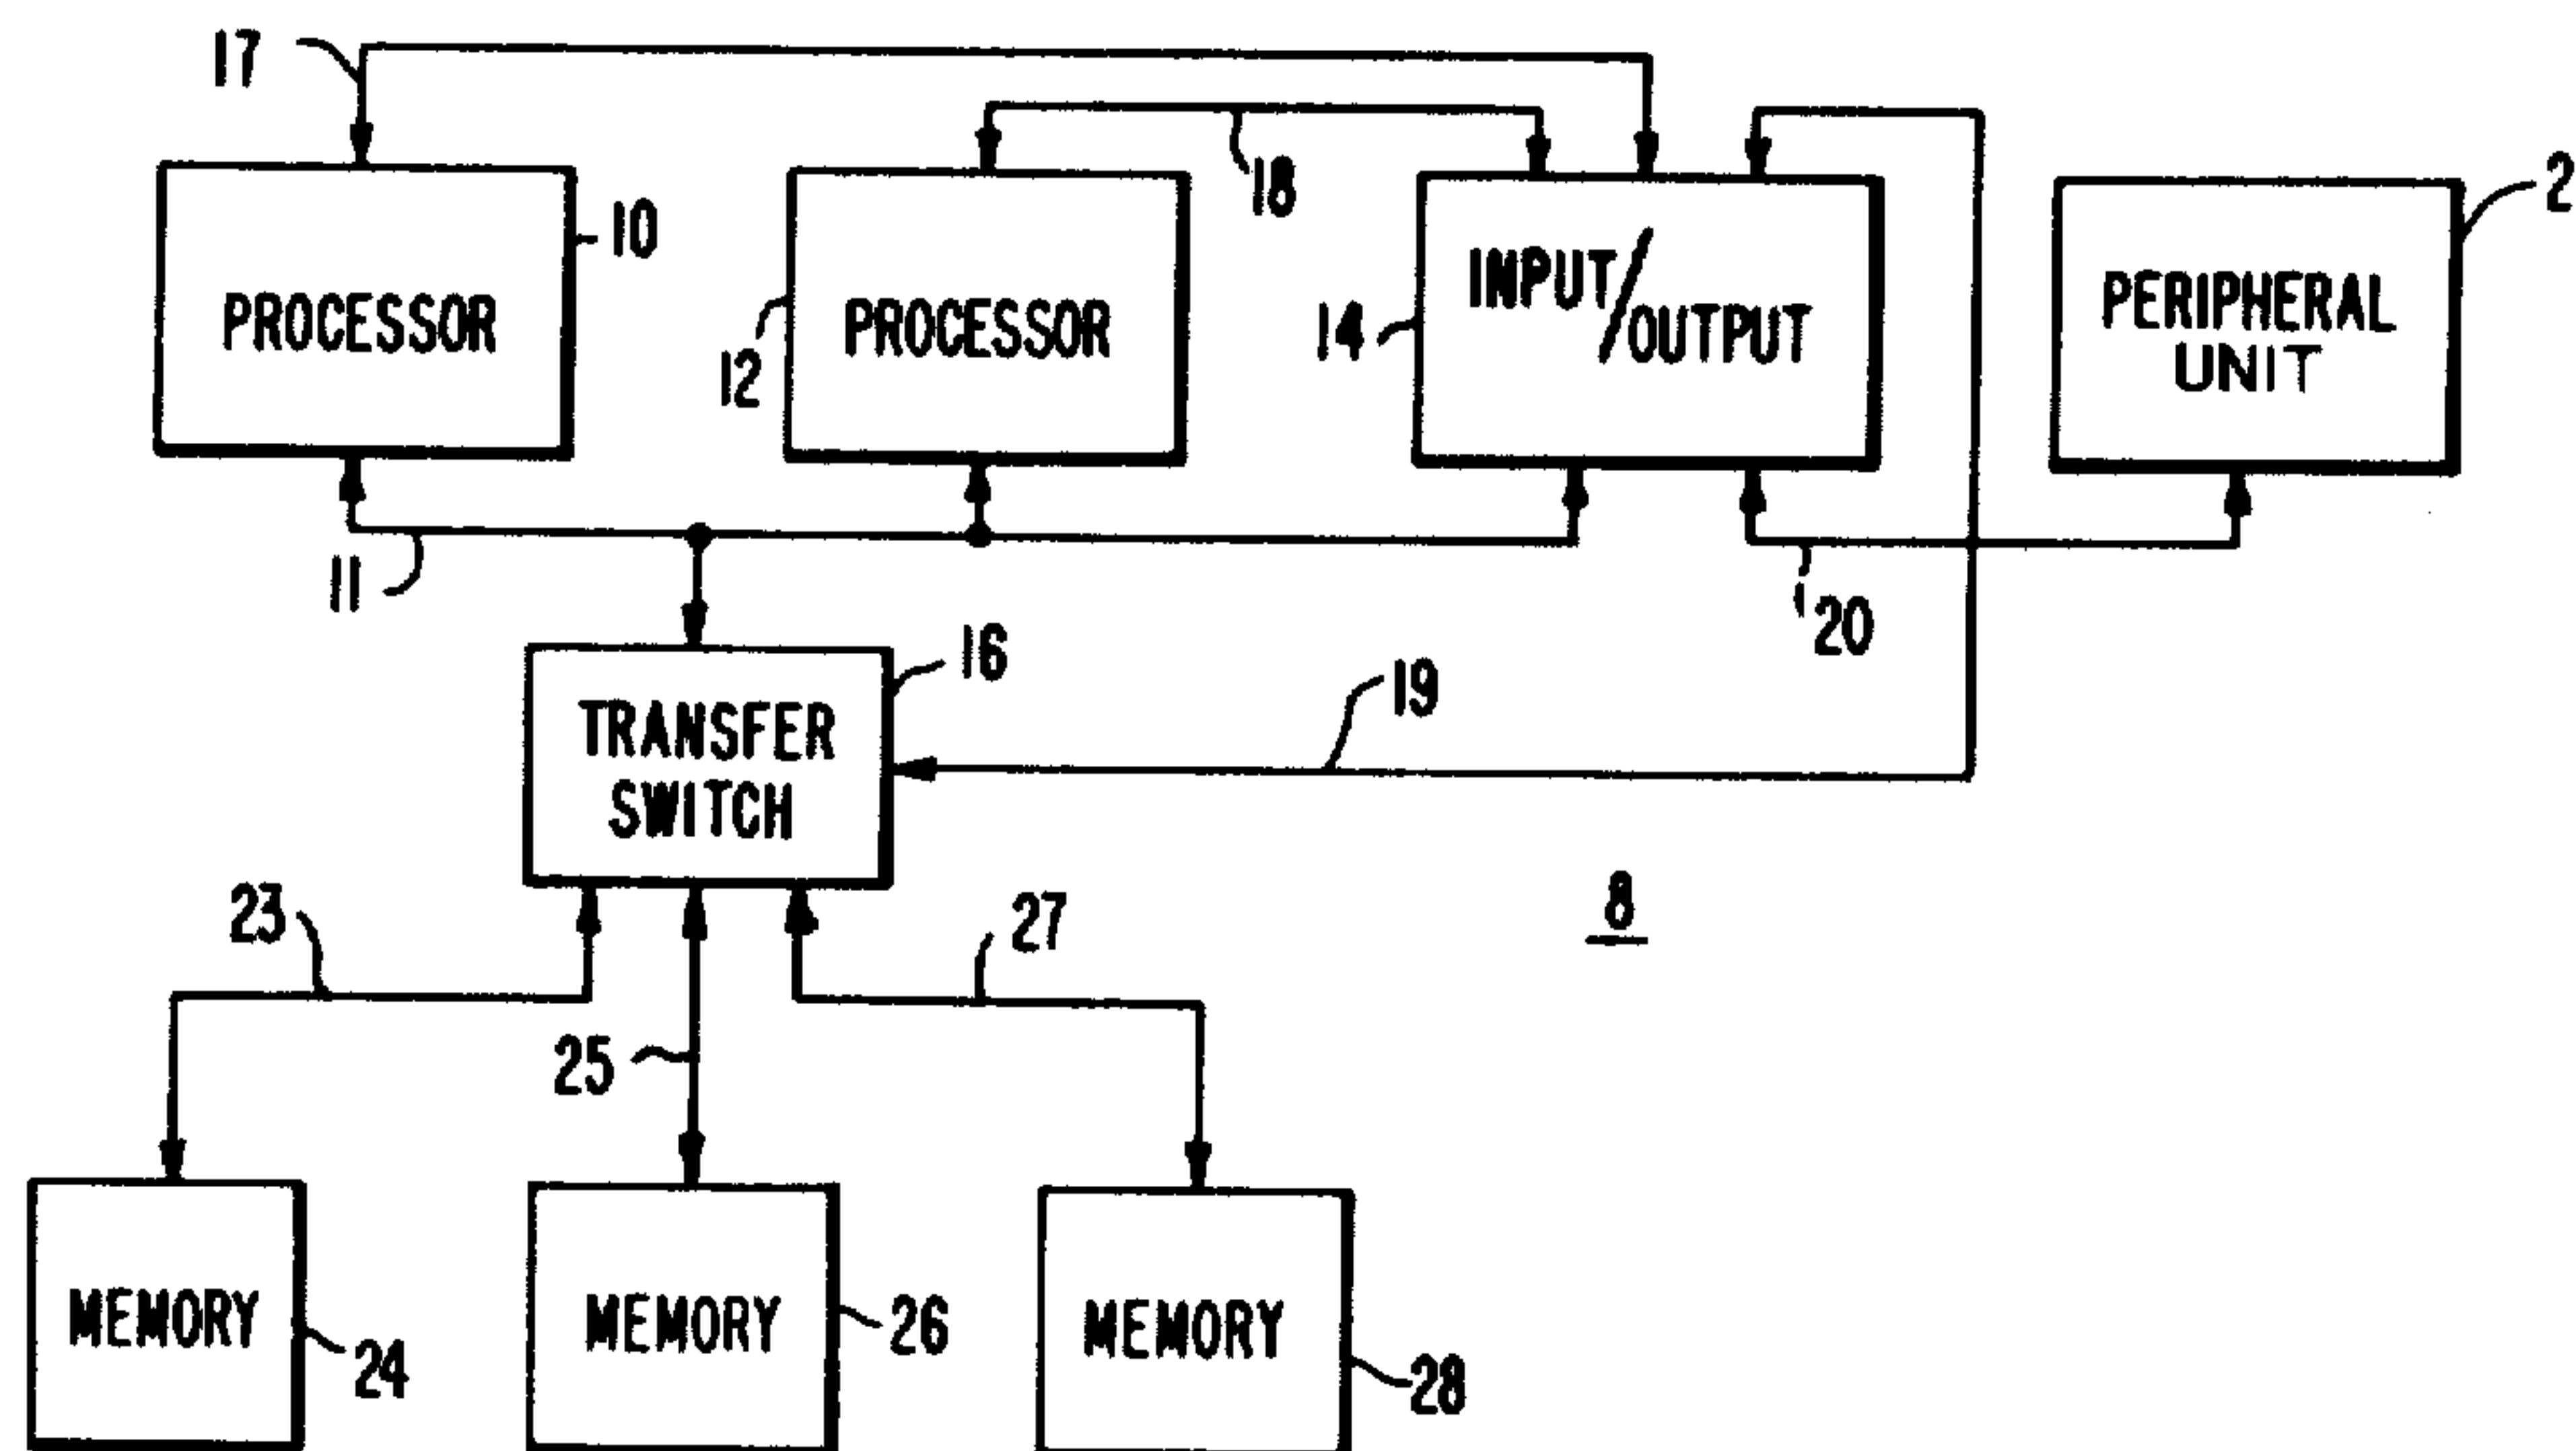 17
18
10
12
14
2
PROCESSOR
PROCESSOR
INPUT/OUTPUT
PERIPHERAL
UNIT
11
20
16
19
TRANSFER
SWITCH
8
23
25
27
MEMORY
24
MEMORY
26
MEMORY
28